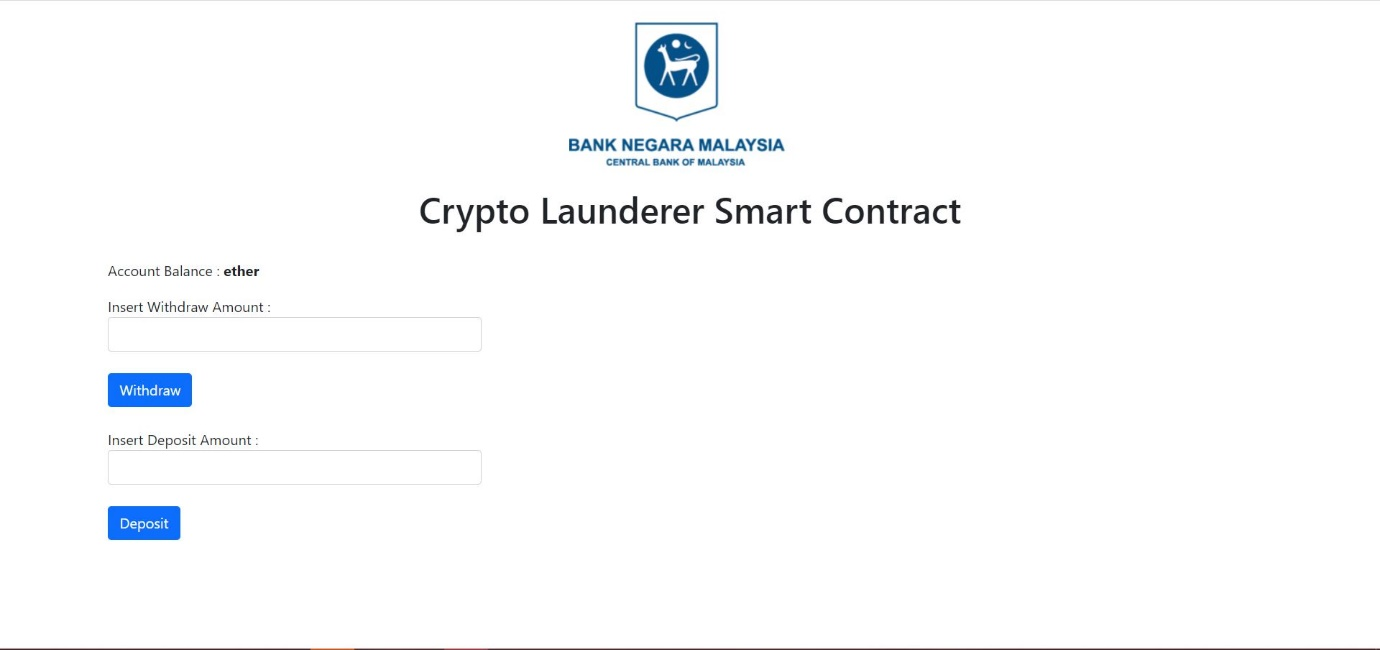 BANK NEGARA MALAYSIA
CENTRAL BANK OF MALAYSIA
Crypto Launderer Smart Contract
Account Balance : ether
Insert Withdraw Amount :
Withdraw
Insert Deposit Amount :
Deposit